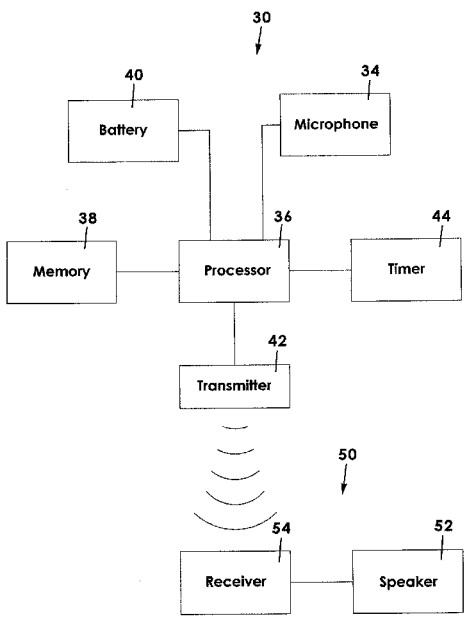 30
40
34
Battery
Microphone
38
36
44
Memory
Processor
Timer
42
Transmitter
50
54
52
Receiver
Speaker